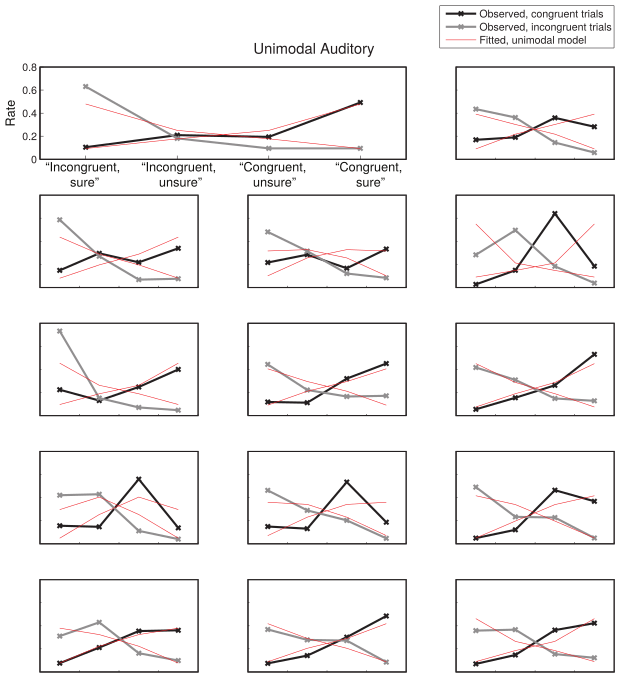 Observed, congruent trials
Observed, incongruent trials
Fitted, unimodal model
Unimodal Auditory
0.8
0.6
0.4
0.2
0
Rate
“Incongruent, “Incongruent, “Congruent, “Congruent,
sure” unsure” unsure” sure”